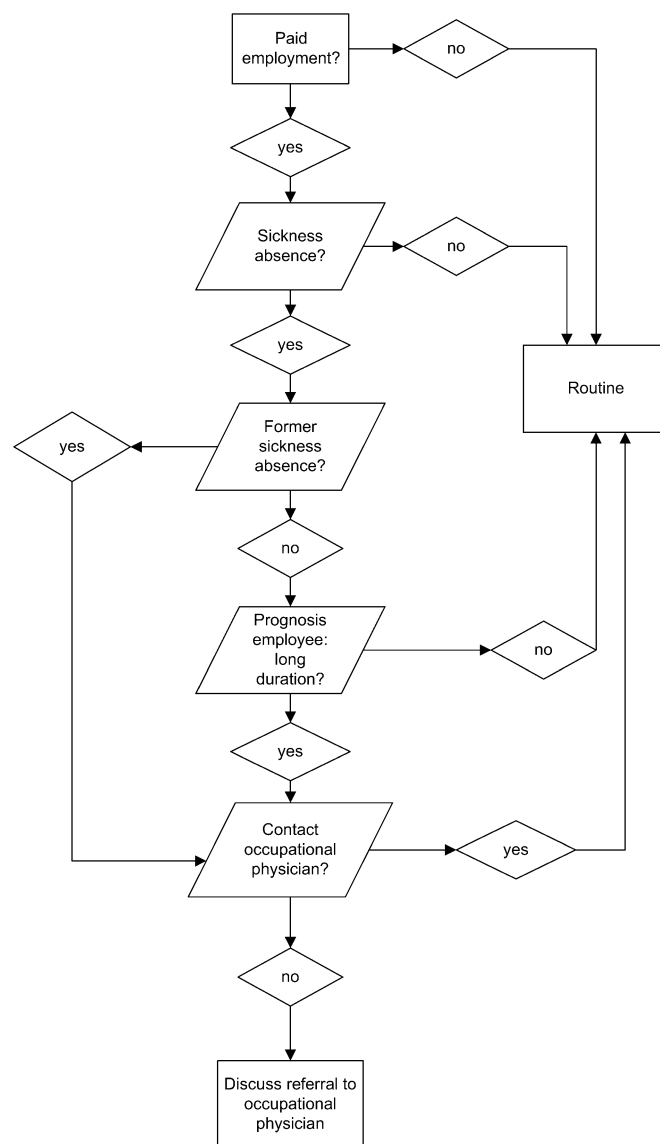 Paid
employment?
no
yes
Sickness
absence?
no
yes
Routine
Former
sickness
absence?
yes
no
Prognosis
employee:
long
duration?
no
yes
Contact
occupational
physician?
yes
no
Discuss referral to
occupational
physician